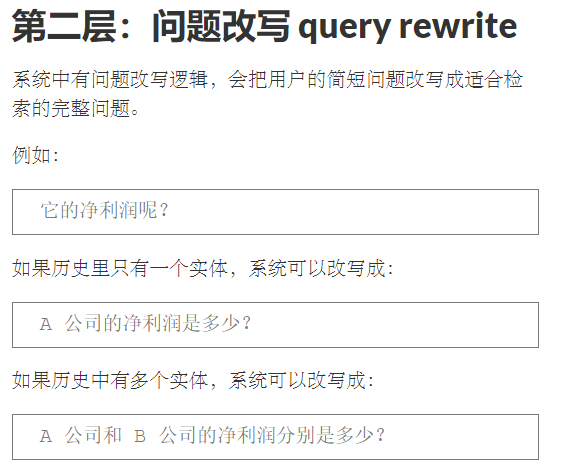 第二层：问题改写 query rewrite
系统中有问题改写逻辑，会把用户的简短问题改写成适合检
索的完整问题。
例如：
它的净利润呢？
如果历史里只有一个实体，系统可以改写成：
A 公司的净利润是多少？
如果历史中有多个实体，系统可以改写成：
A 公司和 B 公司的净利润分别是多少？